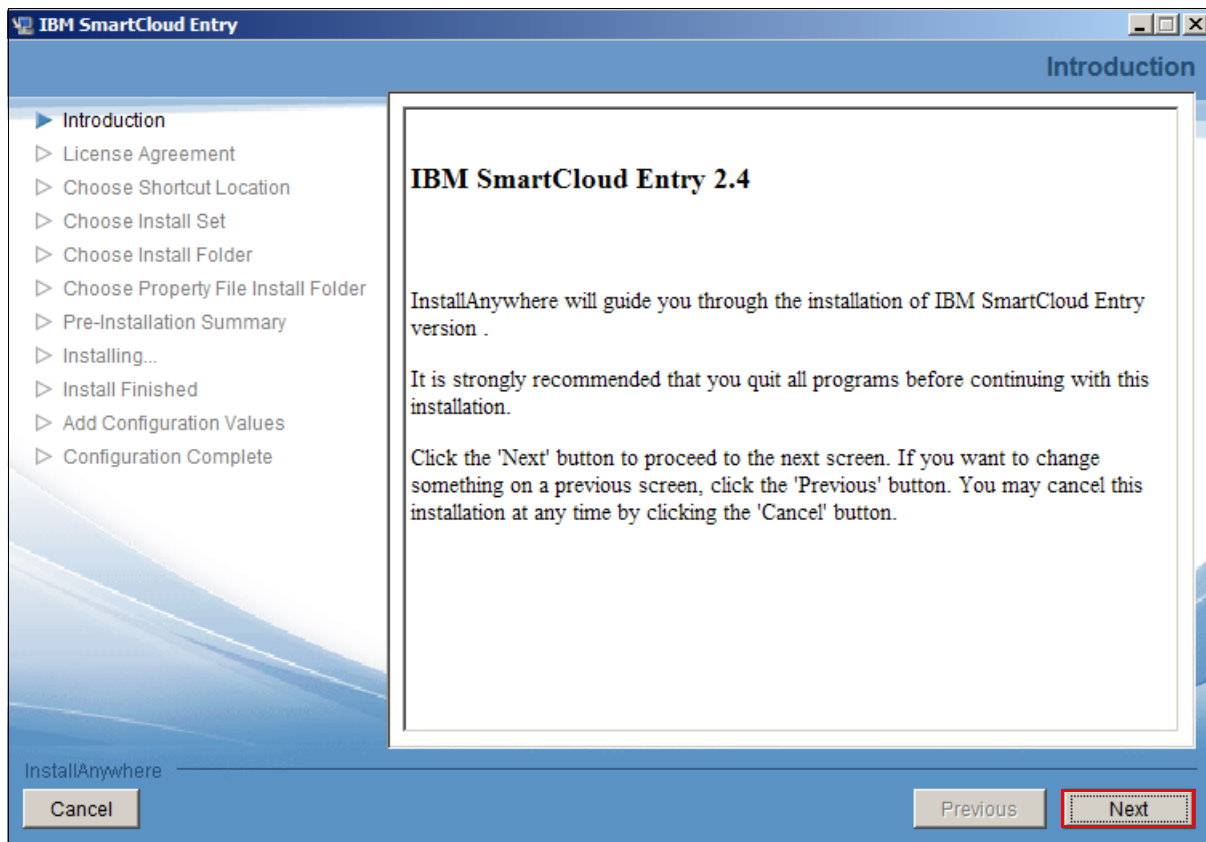 IBM SmartCloud Entry
Introduction
Introduction
License Agreement
Choose Shortcut Location
Choose Install Set
Choose Install Folder
Choose Property File Install Folder
Pre-Installation Summary
Installing...
Install Finished
Add Configuration Values
Configuration Complete
IBM SmartCloud Entry 2.4
InstallAnywhere will guide you through the installation of IBM SmartCloud Entry
version .
It is strongly recommended that you quit all programs before continuing with this
installation.
Click the 'Next' button to proceed to the next screen. If you want to change
something on a previous screen, click the 'Previous' button. You may cancel this
installation at any time by clicking the 'Cancel' button.
InstallAnywhere
Cancel
Previous
Next